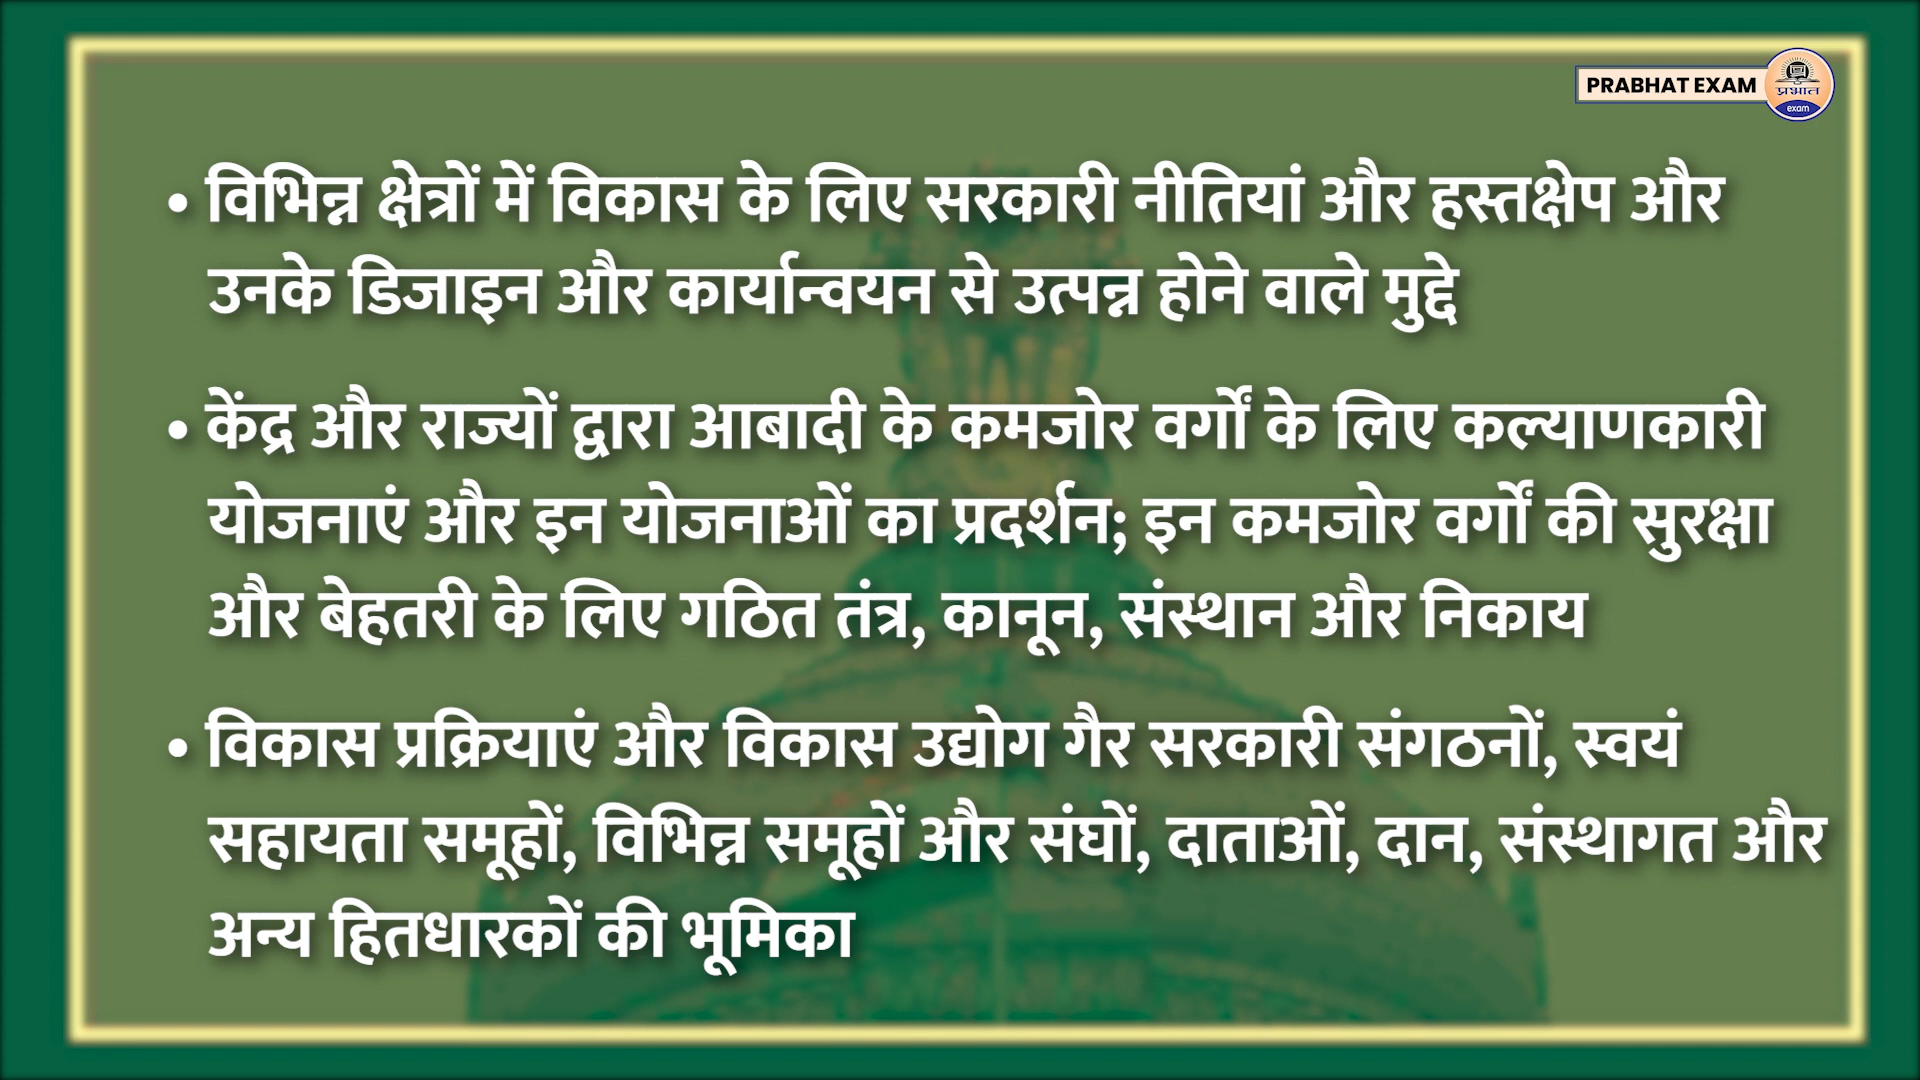 PRABHAT EXAM
प्रभात
exam
• विभिन्न क्षेत्रों में विकास के लिए सरकारी नीतियां और हस्तक्षेप और
उनके डिजाइन और कार्यान्वयन से उत्पन्न होने वाले मुद्दे
• केंद्र और राज्यों द्वारा आबादी के कमजोर वर्गों के लिए कल्याणकारी
योजनाएं और इन योजनाओं का प्रदर्शन; इन कमजोर वर्गों की सुरक्षा
और बेहतरी के लिए गठित तंत्र, कानून, संस्थान और निकाय
• विकास प्रक्रियाएं और विकास उद्योग गैर सरकारी संगठनों, स्वयं
सहायता समूहों, विभिन्न समूहों और संघों, दाताओं, दान, संस्थागत और
अन्य हितधारकों की भूमिका